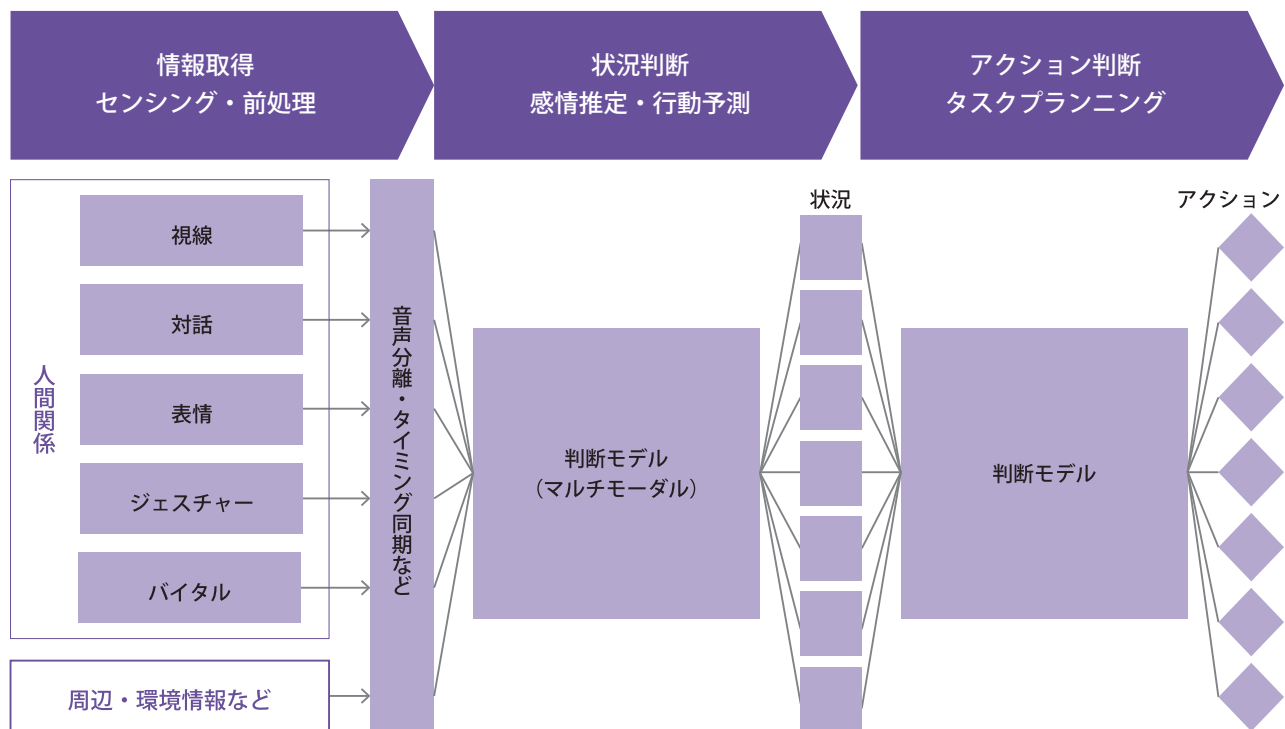 情報取得
センシング・前処理
状況判断
感情推定・行動予測
アクション判断
タスクプランニング
人間関係
視線
対話
表情
ジェスチャー
バイタル
周辺・環境情報など
音声分離・タイミング同期など
判断モデル
（マルチモーダル）
状況
判断モデル
アクション